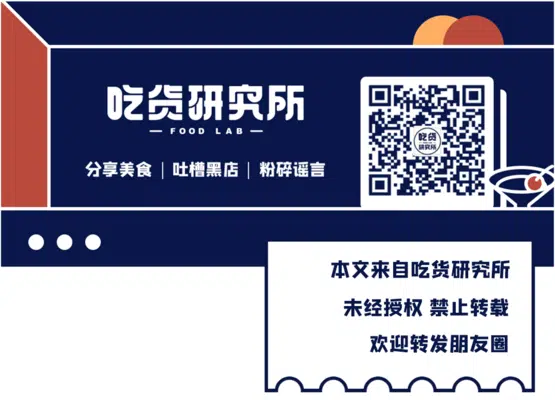 吃货研究所
— FOOD LAB —
分享美食 | 吐槽黑店 | 粉碎谣言
吃货
研究所
本文来自吃货研究所
未经授权 禁止转载
欢迎转发朋友圈